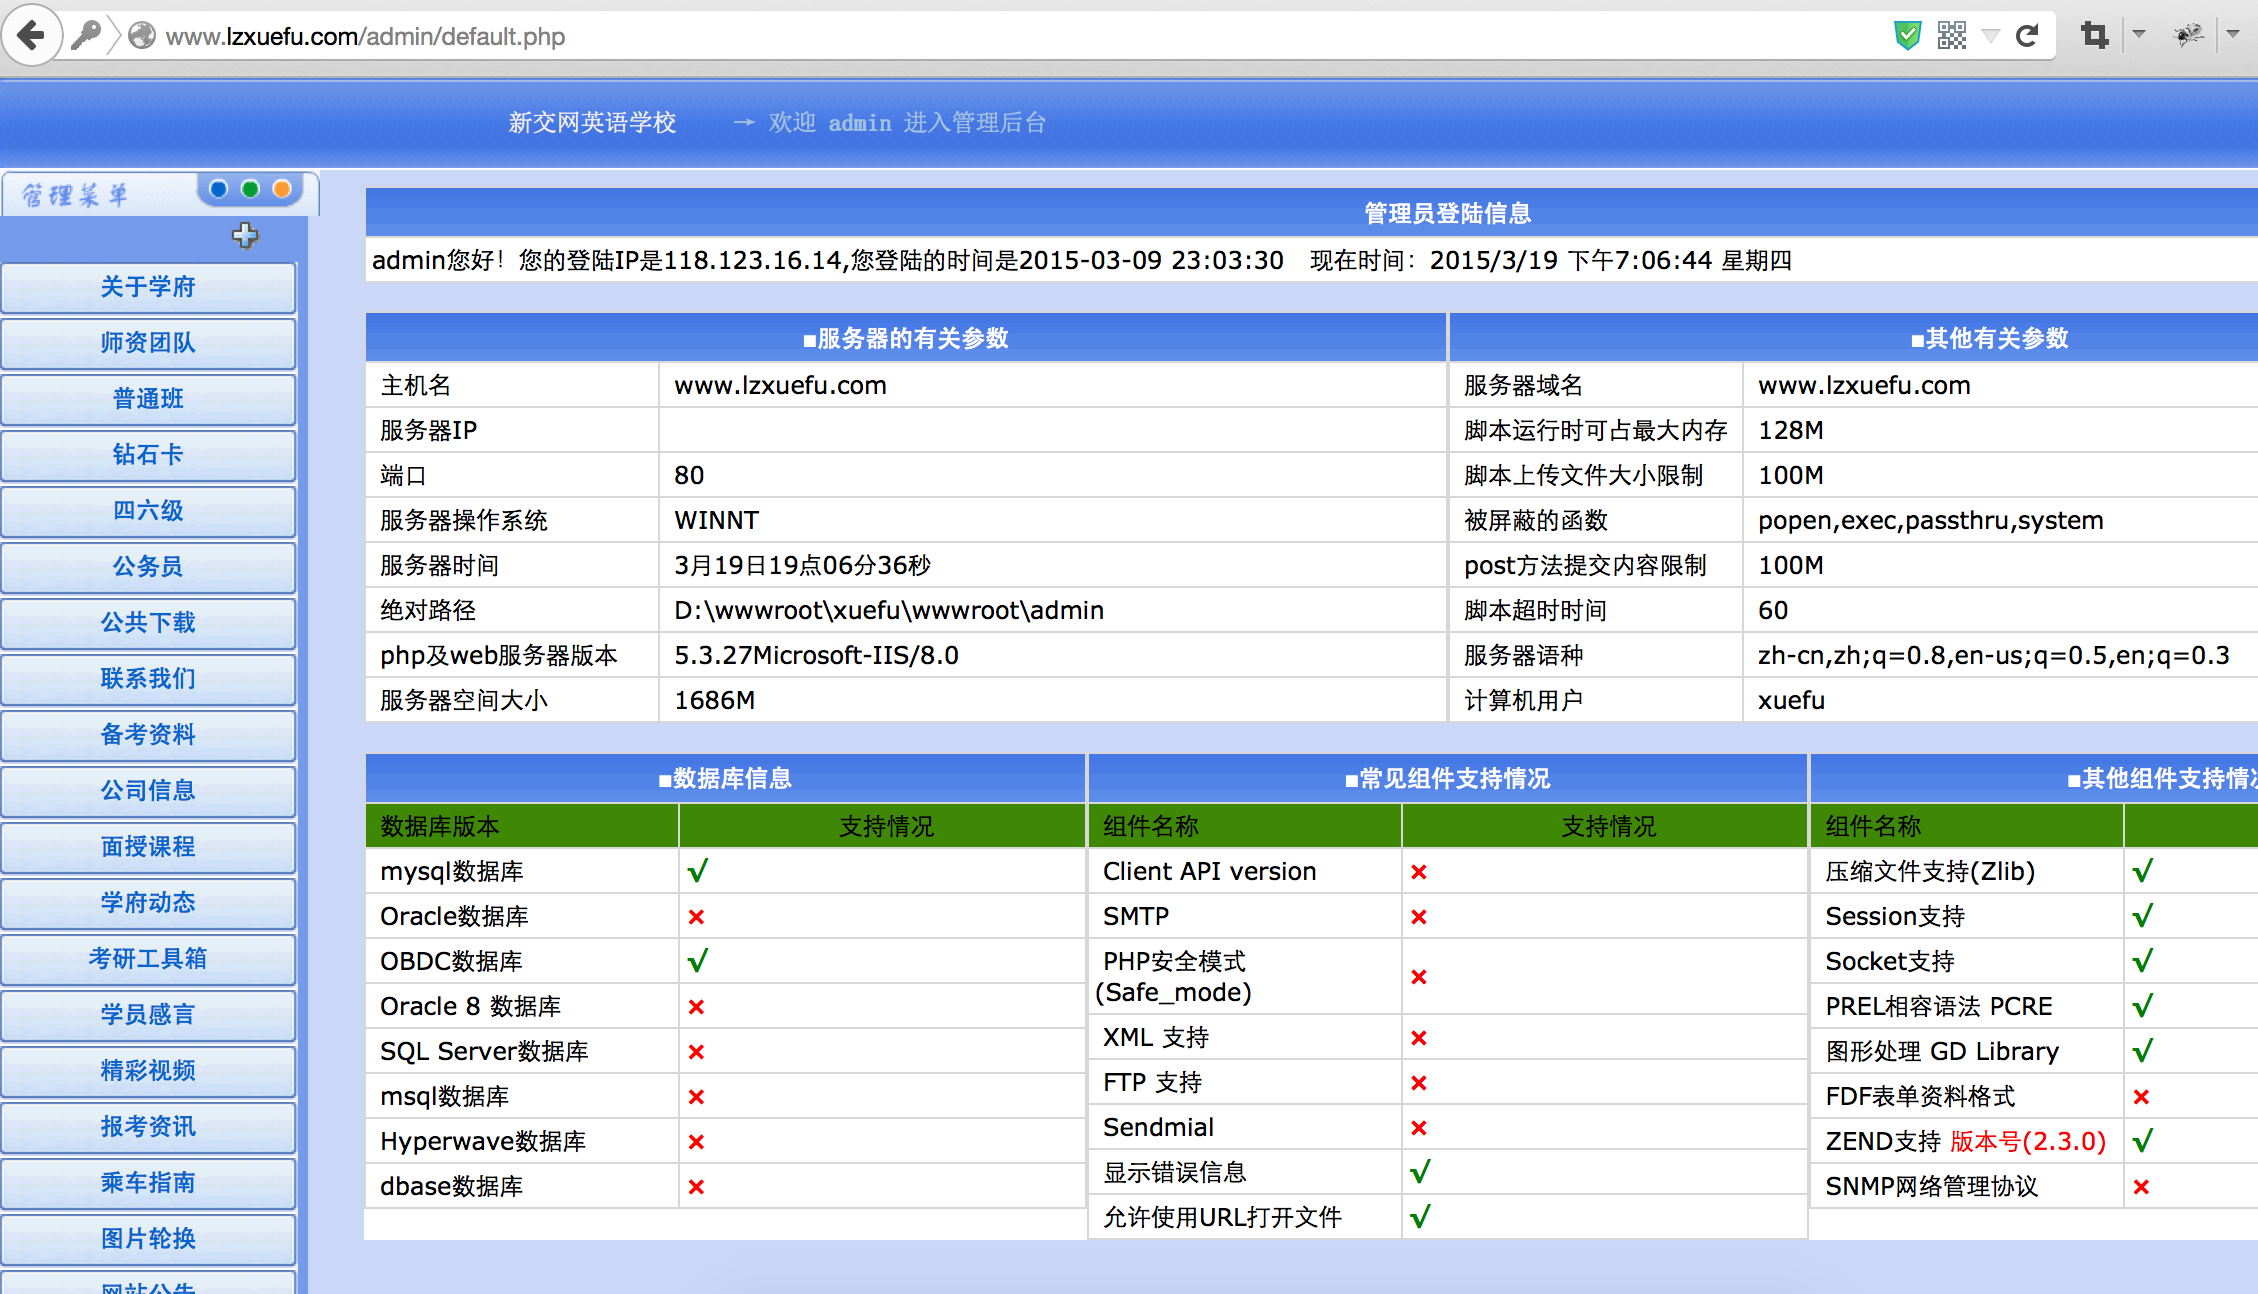 www.lzxuefu.com/admin/default.php
新交网英语学校 → 欢迎 admin 进入管理后台
管理菜单
关于学府
师资团队
普通班
钻石卡
四六级
公务员
公共下载
联系我们
备考资料
公司信息
面授课程
学府动态
考研工具箱
学员感言
精彩视频
报考资讯
乘车指南
图片轮换
网站公告
管理员登陆信息
admin您好！您的登陆IP是118.123.16.14,您登陆的时间是2015-03-09 23:03:30 现在时间：2015/3/19 下午7:06:44 星期四
■服务器的有关参数
主机名 www.lzxuefu.com
服务器IP
端口 80
服务器操作系统 WINNT
服务器时间 3月19日19点06分36秒
绝对路径 D:\wwwroot\xuefu\wwwroot\admin
php及web服务器版本 5.3.27Microsoft-IIS/8.0
服务器空间大小 1686M
■其他有关参数
服务器域名 www.lzxuefu.com
脚本运行时可占最大内存 128M
脚本上传文件大小限制 100M
被屏蔽的函数 popen,exec,passthru,system
post方法提交内容限制 100M
脚本超时时间 60
服务器语种 zh-cn,zh;q=0.8,en-us;q=0.5,en;q=0.3
计算机用户 xuefu
■数据库信息
数据库版本 支持情况
mysql数据库 √
Oracle数据库 ×
OBDC数据库 √
Oracle 8 数据库 ×
SQL Server数据库 ×
msql数据库 ×
Hyperwave数据库 ×
dbase数据库 ×
■常见组件支持情况
组件名称 支持情况
Client API version ×
SMTP ×
PHP安全模式
(Safe_mode) ×
XML 支持 ×
FTP 支持 ×
Sendmial ×
显示错误信息 √
允许使用URL打开文件 √
■其他组件支持情
组件名称
压缩文件支持(Zlib) √
Session支持 √
Socket支持 √
PREL相容语法 PCRE √
图形处理 GD Library √
FDF表单资料格式 ×
ZEND支持 版本号(2.3.0) √
SNMP网络管理协议 ×